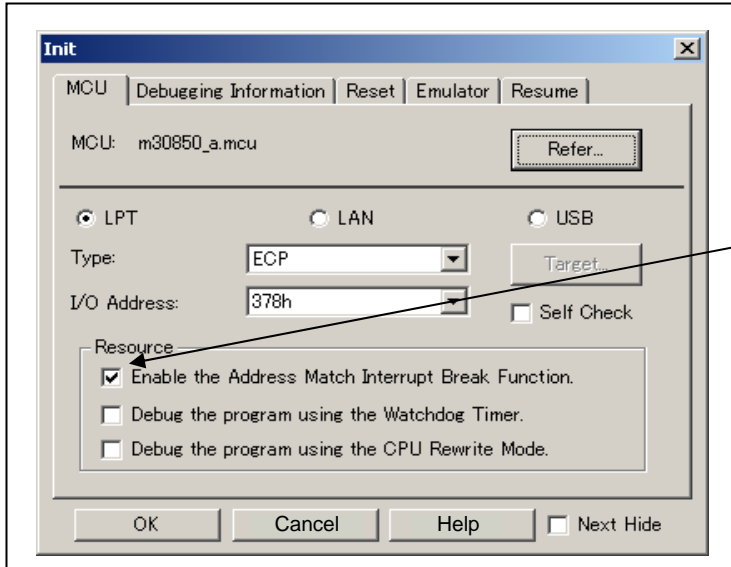 Init
MCU Debugging Information Reset Emulator Resume
MCU: m30850_a.mcu Refer...
LPT LAN USB
Type: ECP Target...
I/O Address: 378h Self Check
Resource
Enable the Address Match Interrupt Break Function.
Debug the program using the Watchdog Timer.
Debug the program using the CPU Rewrite Mode.
OK Cancel Help Next Hide